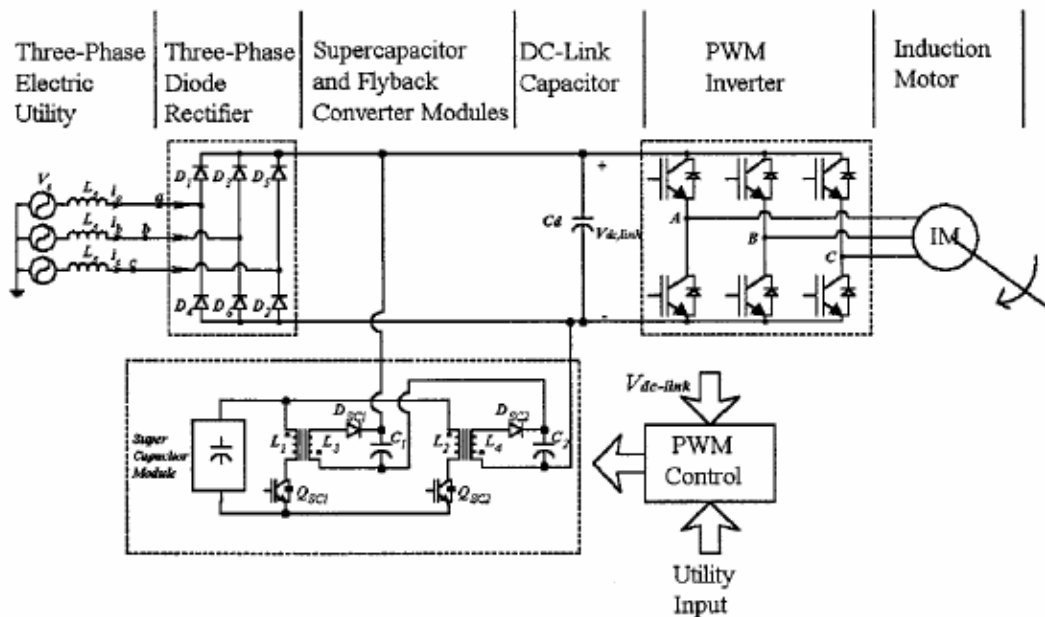 Three-Phase
Electric
Utility
Three-Phase
Diode
Rectifier
Supercapacitor
and Flyback
Converter Modules
DC-Link
Capacitor
PWM
Inverter
Induction
Motor
Vs
D1
D3
D5
Ls ia a
Ls ib b
Ls c
D4
D6
D2
+
Cd
Vdc,link
-
A
B
C
IM
Super
Capacitor
Module
L1
L3
DSC1
C1
QSC1
L2
L4
DSC2
C2
QSC2
Vdc-link
PWM
Control
Utility
Input